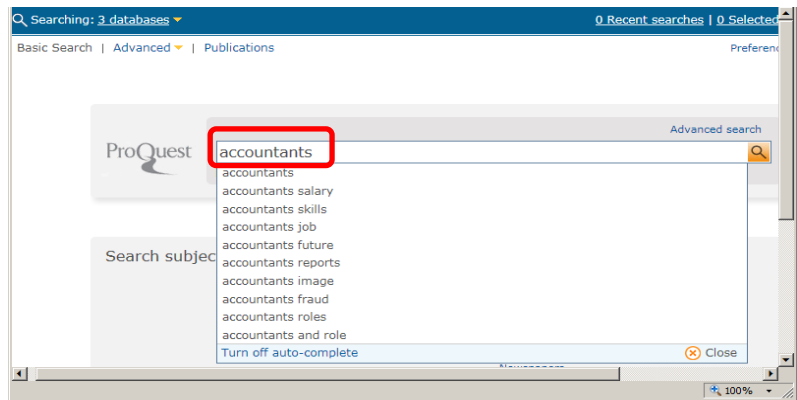 Searching: 3 databases 0 Recent searches | 0 Selected
Basic Search | Advanced | Publications Preferen
Advanced search
ProQuest accountants
accountants
accountants salary
accountants skills
accountants job
accountants future
Search subjec
accountants reports
accountants image
accountants fraud
accountants roles
accountants and role
Turn off auto-complete Close
Newspapers
100%